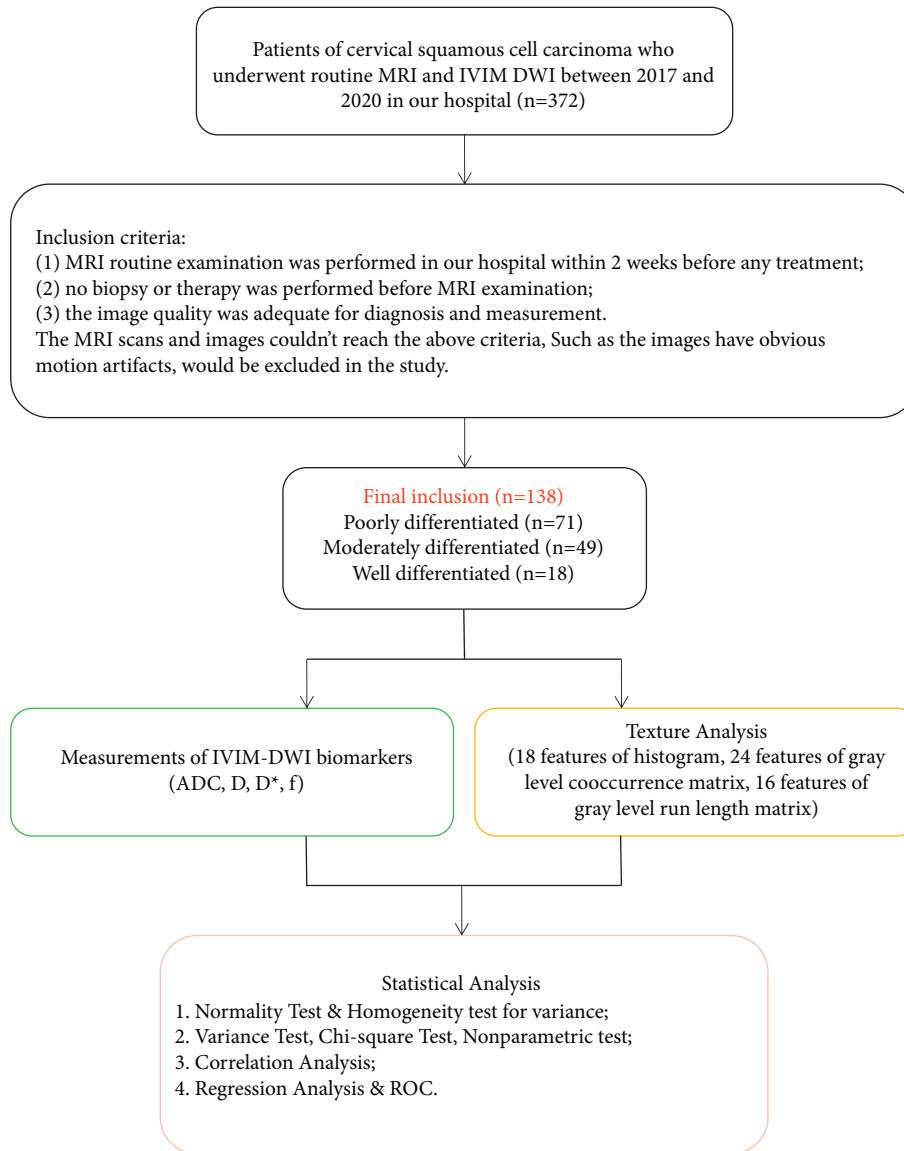 Patients of cervical squamous cell carcinoma who
underwent routine MRI and IVIM DWI between 2017 and
2020 in our hospital (n=372)
Inclusion criteria:
(1) MRI routine examination was performed in our hospital within 2 weeks before any treatment;
(2) no biopsy or therapy was performed before MRI examination;
(3) the image quality was adequate for diagnosis and measurement.
The MRI scans and images couldn't reach the above criteria, Such as the images have obvious
motion artifacts, would be excluded in the study.
Final inclusion (n=138)
Poorly differentiated (n=71)
Moderately differentiated (n=49)
Well differentiated (n=18)
Measurements of IVIM-DWI biomarkers
(ADC, D, D*, f)
Texture Analysis
(18 features of histogram, 24 features of gray
level cooccurrence matrix, 16 features of
gray level run length matrix)
Statistical Analysis
1. Normality Test & Homogeneity test for variance;
2. Variance Test, Chi-square Test, Nonparametric test;
3. Correlation Analysis;
4. Regression Analysis & ROC.